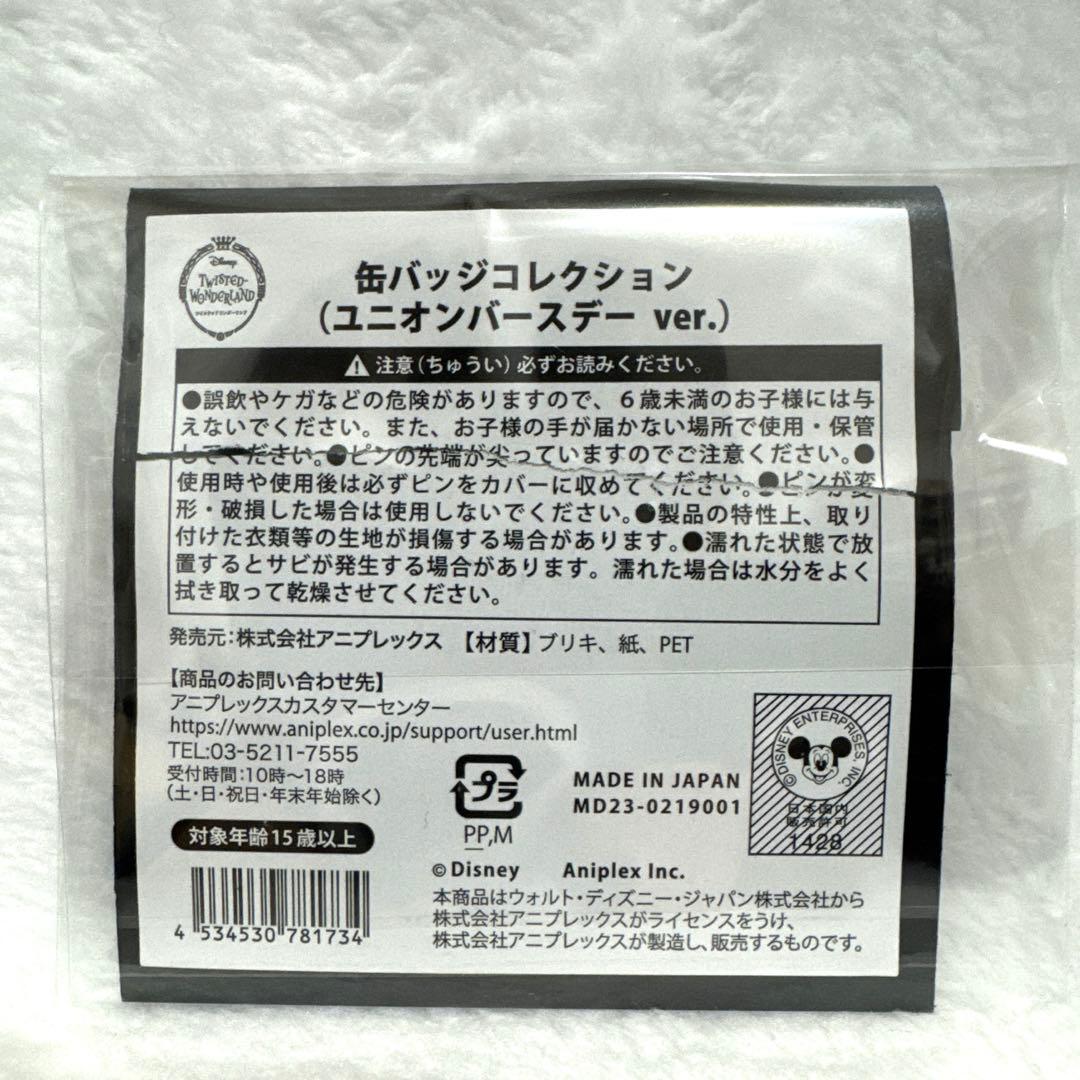 Disney
TWISTED-
WONDERLAND
缶バッジコレクション
(ユニオンバースデー ver.)
注意(ちゅうい)必ずお読みください。
●誤飲やケガなどの危険がありますので、6歳未満のお子様には与
えないでください。また、お子様の手が届かない場所で使用・保管
してください。●ピンの先端が尖っていますのでご注意ください。●
使用時や使用後は必ずピンをカバーに収めてください。●ピンが変
形・破損した場合は使用しないでください。●製品の特性上、取り
付けた衣類等の生地が損傷する場合があります。●濡れた状態で放
置するとサビが発生する場合があります。濡れた場合は水分をよく
拭き取って乾燥させてください。
発売元:株式会社アニプレックス 【材質】ブリキ、紙、PET
【商品のお問い合わせ先】
アニプレックスカスタマーセンター
https://www.aniplex.co.jp/support/user.html
TEL:03-5211-7555
受付時間:10時〜18時
(土・日・祝日・年末年始除く)
対象年齢15歳以上
プラ
PP,M
MADE IN JAPAN
MD23-0219001
©DISNEY ENTERPRISES, INC.
日本国内
販売許可
1428
4 534530 781734
©Disney Aniplex Inc.
本商品はウォルト・ディズニー・ジャパン株式会社から
株式会社アニプレックスがライセンスをうけ、
株式会社アニプレックスが製造し、販売するものです。